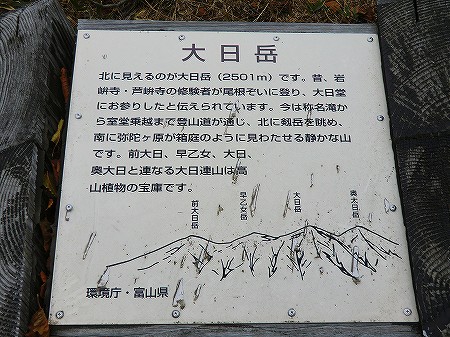 大日岳
北に見えるのが大日岳（2501m）です。昔、岩
峅寺・芦峅寺の修験者が尾根ぞいに登り、大日堂
にお参りしたと伝えられています。今は称名滝か
ら室堂乗越まで登山道が通じ、北に剱岳を眺め、
南に弥陀ヶ原が箱庭のように見わたせる静かな山
です。前大日、早乙女、大日、
奥大日と連なる大日連山は高
山植物の宝庫です。
前大日岳
早乙女岳
大日岳
奥大日岳
環境庁・富山県